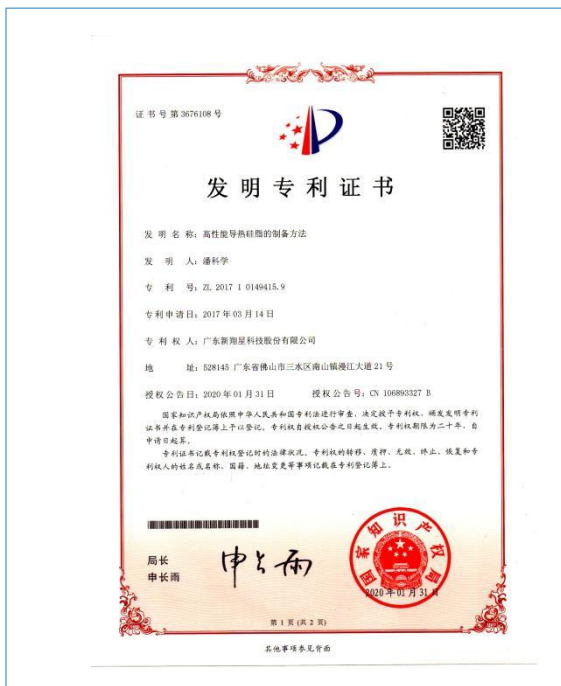 证书号第3676108号
发明专利证书
发 明 名 称：高性能导热硅脂的制备方法
发 明 人：潘科学
专 利 号：ZL 2017 1 0149415.9
专利申请日：2017年03月14日
专 利 权 人：广东新翔星科技股份有限公司
地 址：528145 广东省佛山市三水区南山镇漫江大道21号
授权公告日：2020年01月31日 授权公告号：CN 106893327 B
国家知识产权局依照中华人民共和国专利法进行审查，决定授予专利权，颁发发明专利
证书并在专利登记簿上予以登记。专利权自授权公告之日起生效。专利权期限为二十年，自
申请日起算。
专利证书记载专利权登记时的法律状况。专利权的转移、质押、无效、终止、恢复和专
利权人的姓名或名称、国籍、地址变更等事项记载在专利登记簿上。
局长
申长雨
申长雨
国家知识产权局
2020年01月31日
第 1 页 (共 2 页)
其他事项参见背面